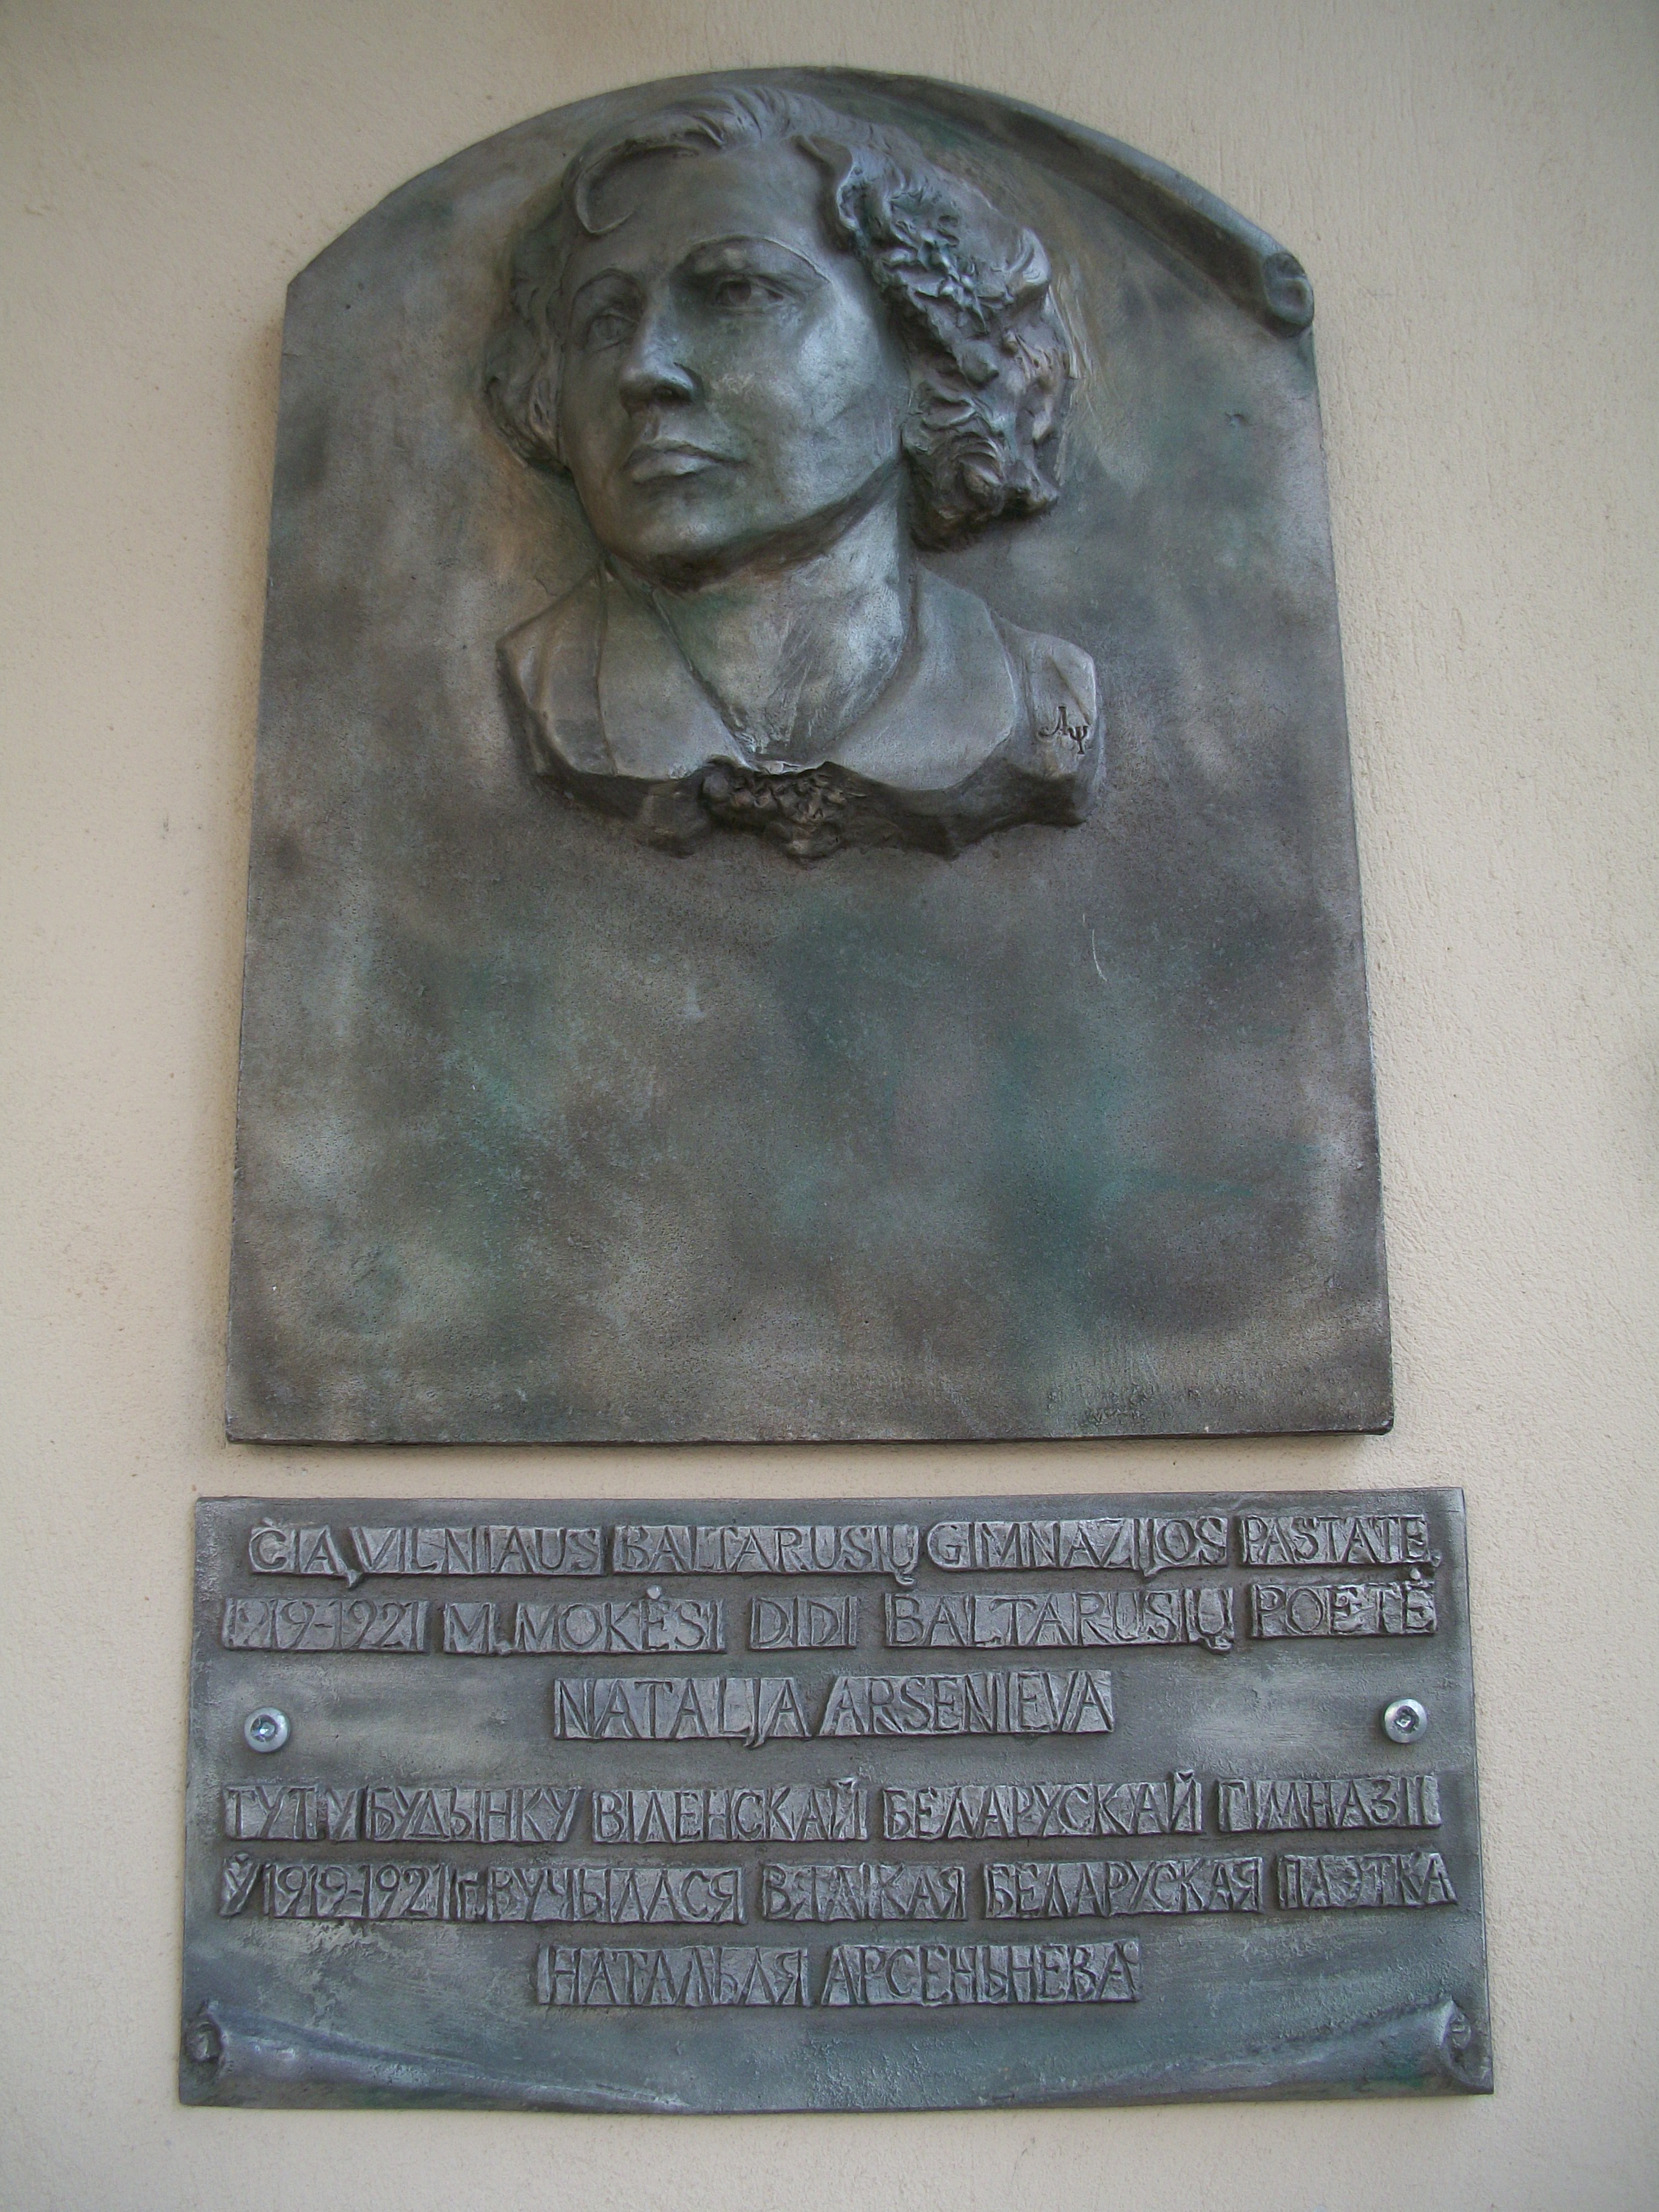 Аψ
ČIA, VILNIAUS BALTARUSIŲ GIMNAZIJOS PASTATE,
1919-1921 M. MOKĖSI DIDI BALTARUSIŲ POETĖ
NATALJA ARSENIEVA
ТУТ, У БУДЫНКУ ВІЛЕНСКАЙ БЕЛАРУСКАЙ ГІМНАЗІІ
Ў 1919-1921 г.г. ВУЧЫЛАСЯ ВЯЛІКАЯ БЕЛАРУСКАЯ ПАЭТКА
НАТАЛЬЛЯ АРСЕНЬНЕВА